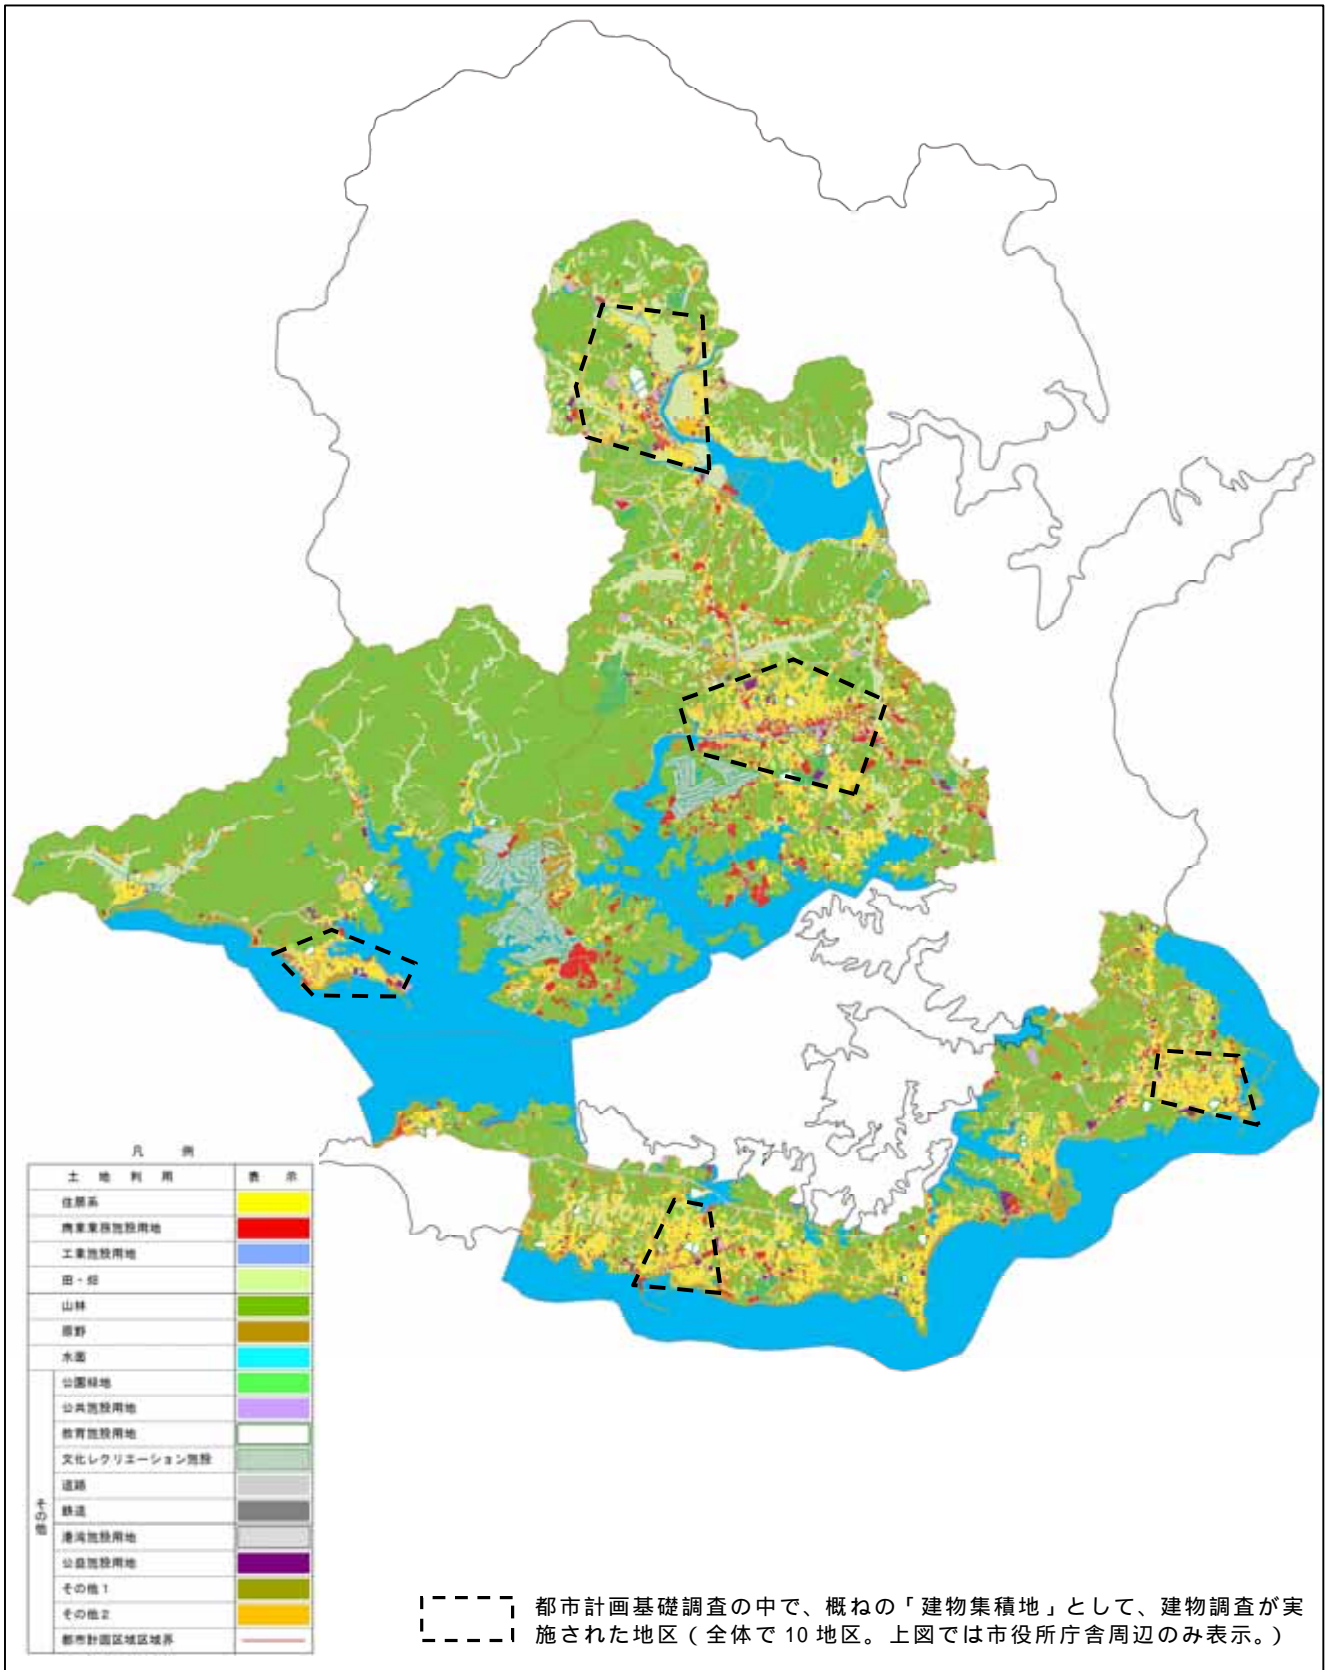 凡 例
土 地 利 用 表 示
住居系
商業業務施設用地
工業施設用地
田・畑
山林
原野
水面
公園緑地
公共施設用地
教育施設用地
文化レクリエーション施設
道路
鉄道
港湾施設用地
公益施設用地
その他1
その他2
その他
都市計画区域区域界
都市計画基礎調査の中で、概ねの「建物集積地」として、建物調査が実
施された地区（全体で10地区。上図では市役所庁舎周辺のみ表示。）